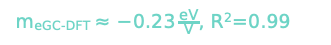 m_eGC-DFT ≈ −0.23 eV/V, R²=0.99